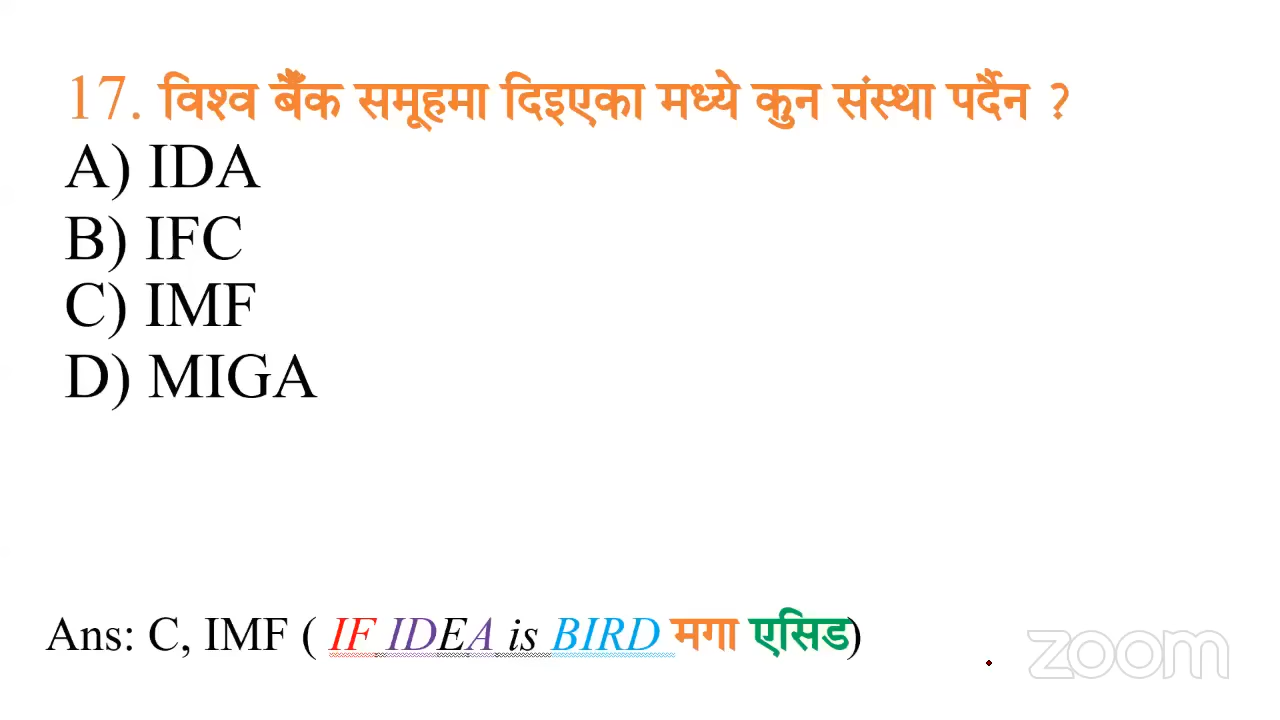 17. विश्व बैँक समूहमा दिइएका मध्ये कुन संस्था पर्दैन ?
A) IDA
B) IFC
C) IMF
D) MIGA
Ans: C, IMF ( IF IDEA is BIRD मगा एसिड)
zoom